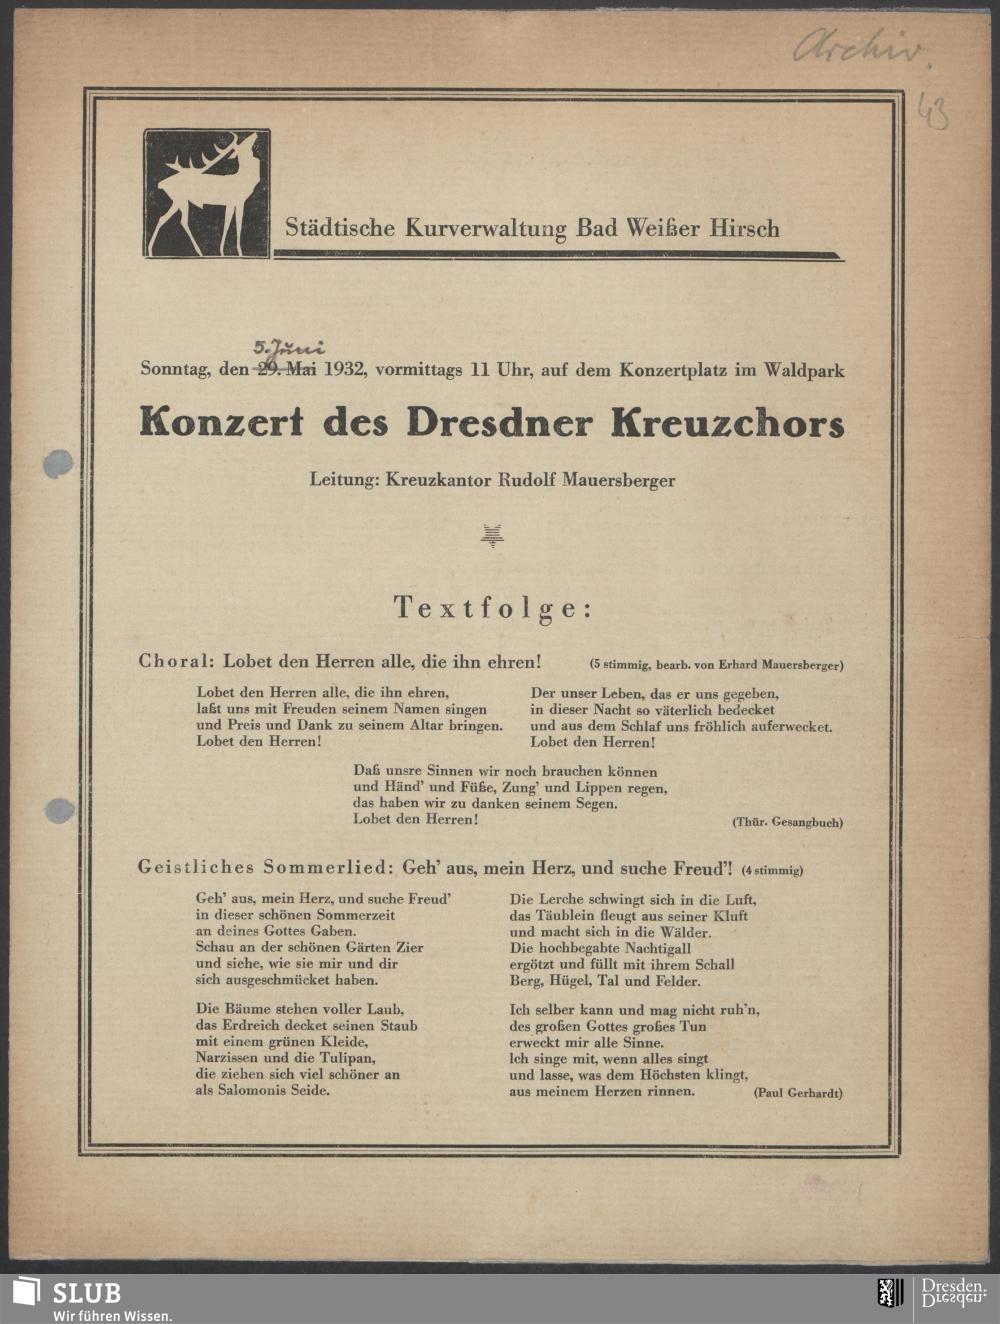 Archiv.
43
Städtische Kurverwaltung Bad Weißer Hirsch
5. Juni
Sonntag, den 29. Mai 1932, vormittags 11 Uhr, auf dem Konzertplatz im Waldpark
Konzert des Dresdner Kreuzchors
Leitung: Kreuzkantor Rudolf Mauersberger
Textfolge:
Choral: Lobet den Herren alle, die ihn ehren! (5 stimmig, bearb. von Erhard Mauersberger)
Lobet den Herren alle, die ihn ehren,
laßt uns mit Freuden seinem Namen singen
und Preis und Dank zu seinem Altar bringen.
Lobet den Herren!
Der unser Leben, das er uns gegeben,
in dieser Nacht so väterlich bedecket
und aus dem Schlaf uns fröhlich auferwecket.
Lobet den Herren!
Daß unsre Sinnen wir noch brauchen können
und Händ' und Füße, Zung' und Lippen regen,
das haben wir zu danken seinem Segen.
Lobet den Herren!
(Thür. Gesangbuch)
Geistliches Sommerlied: Geh' aus, mein Herz, und suche Freud'! (4 stimmig)
Geh' aus, mein Herz, und suche Freud'
in dieser schönen Sommerzeit
an deines Gottes Gaben.
Schau an der schönen Gärten Zier
und siehe, wie sie mir und dir
sich ausgeschmücket haben.
Die Bäume stehen voller Laub,
das Erdreich decket seinen Staub
mit einem grünen Kleide,
Narzissen und die Tulipan,
die ziehen sich viel schöner an
als Salomonis Seide.
Die Lerche schwingt sich in die Luft,
das Täublein fleugt aus seiner Kluft
und macht sich in die Wälder.
Die hochbegabte Nachtigall
ergötzt und füllt mit ihrem Schall
Berg, Hügel, Tal und Felder.
Ich selber kann und mag nicht ruh'n,
des großen Gottes großes Tun
erweckt mir alle Sinne.
Ich singe mit, wenn alles singt
und lasse, was dem Höchsten klingt,
aus meinem Herzen rinnen.
(Paul Gerhardt)
SLUB
Wir führen Wissen.
Dresden.
Dresden.